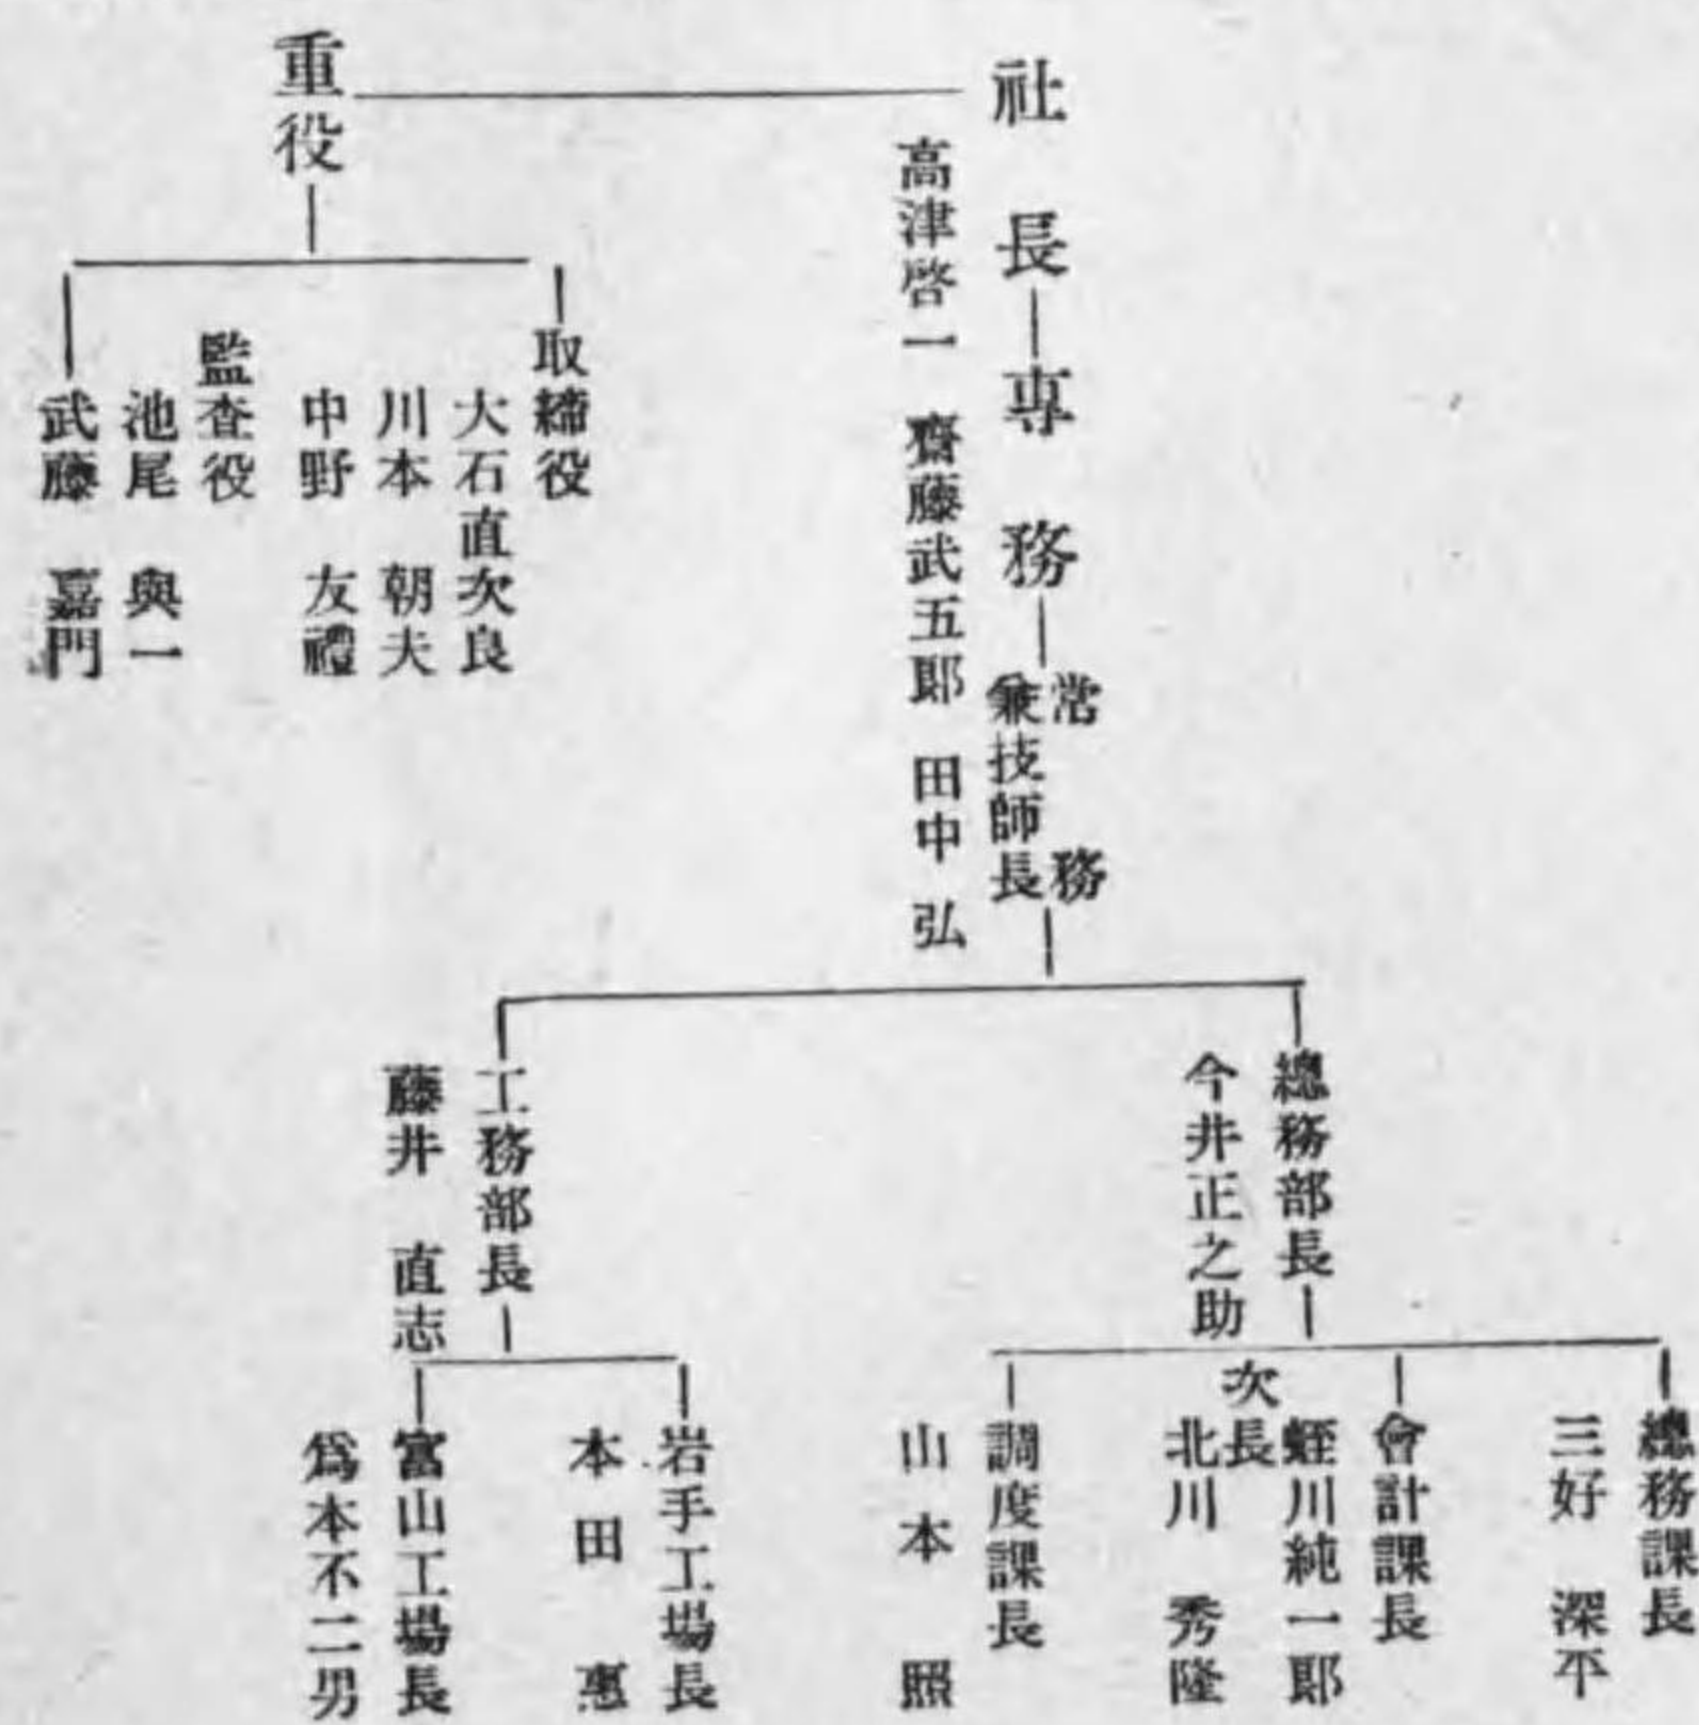 社長
專務
常務
兼技師長
高津啓一
齋藤武五郎
田中弘
總務部長
今井正之助
總務課長
三好深平
會計課長
蛭川純一郎
次長
北川秀隆
調度課長
山本照
工務部長
藤井直志
岩手工場長
本田惠
富山工場長
爲本不二男
重役
取締役
大石直次良
川本朝夫
中野友禮
監査役
池尾與一
武藤嘉門